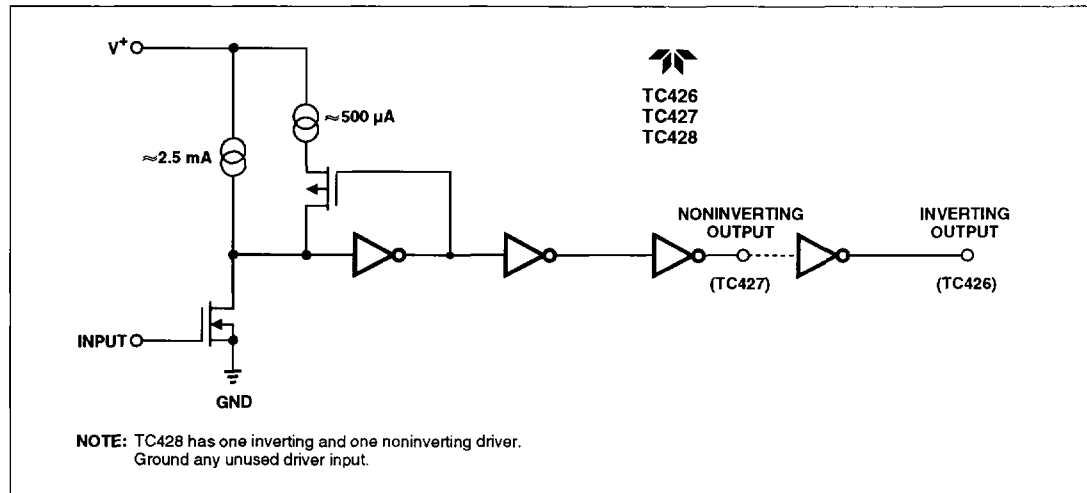 V+
≈500 µA
≈2.5 mA
TC426
TC427
TC428
NONINVERTING
OUTPUT
(TC427)
INVERTING
OUTPUT
(TC426)
INPUT
GND
NOTE: TC428 has one inverting and one noninverting driver.
Ground any unused driver input.